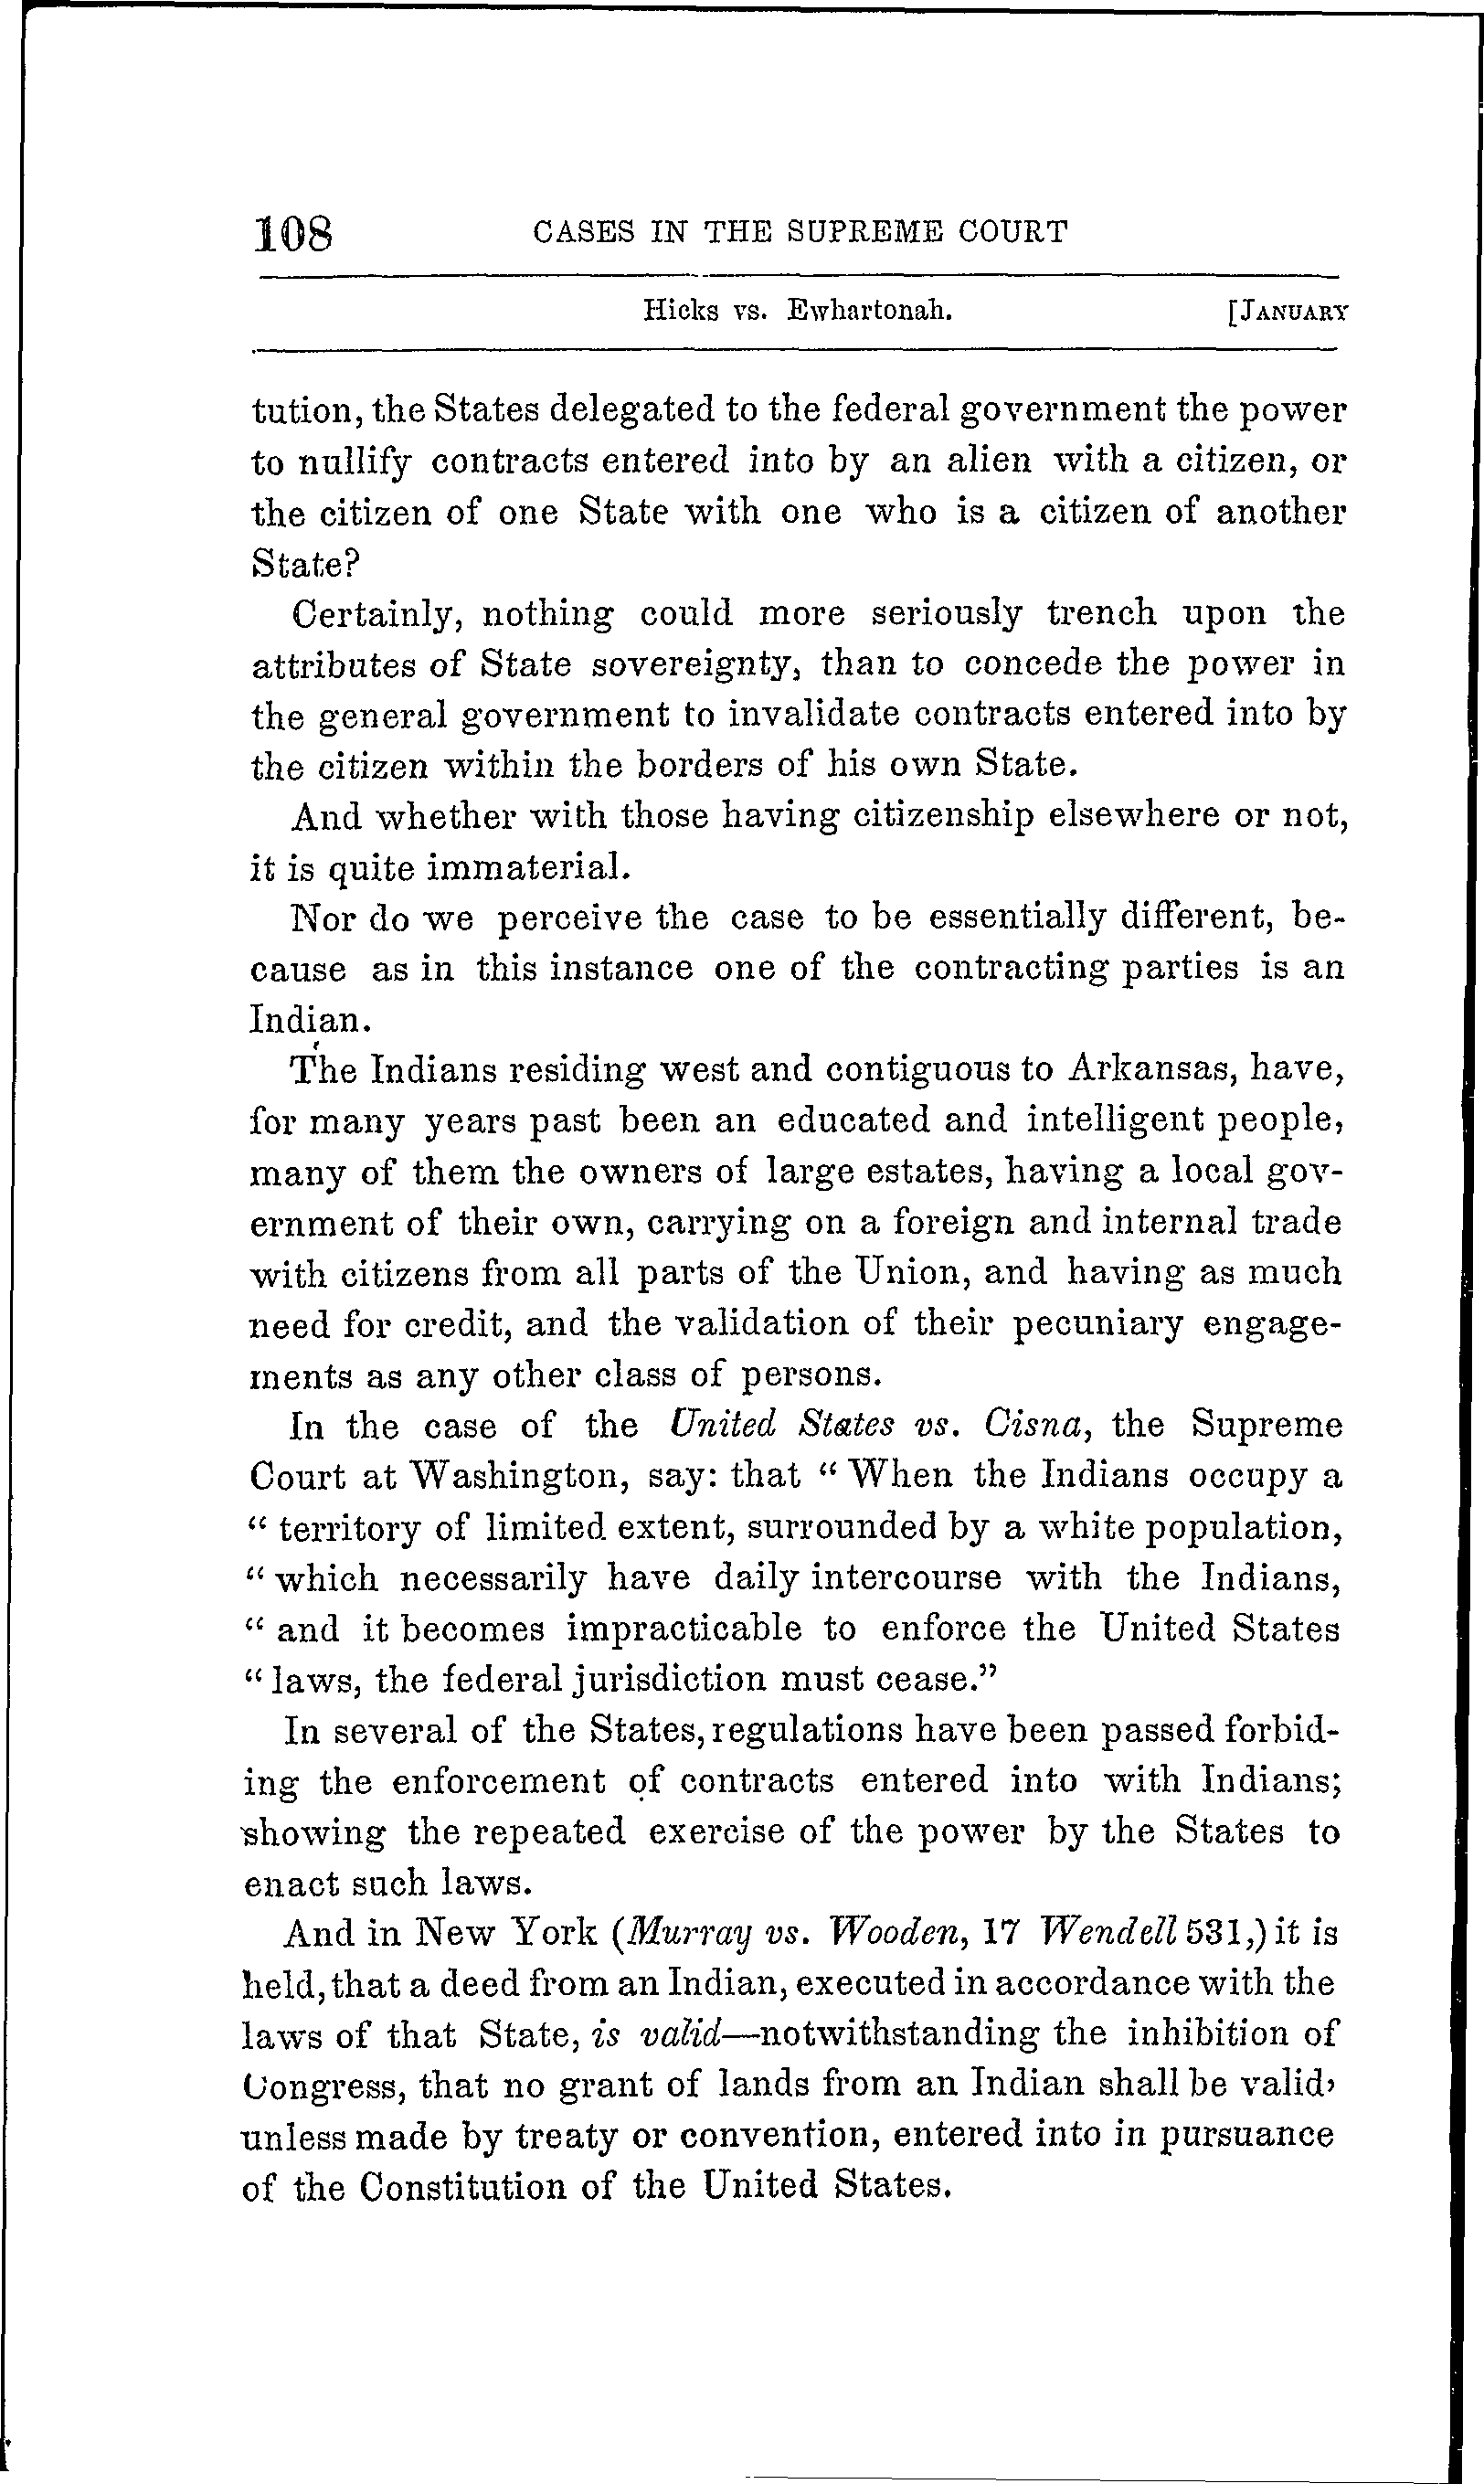 108 CASES IN THE SUPREME COURT
Hicks vs. Ewhartonah. [JANUARY
tution, the States delegated to the federal government the power
to nullify contracts entered into by an alien with a citizen, or
the citizen of one State with one who is a citizen of another
State?
Certainly, nothing could more seriously trench upon the
attributes of State sovereignty, than to concede the power in
the general government to invalidate contracts entered into by
the citizen within the borders of his own State.
And whether with those having citizenship elsewhere or not,
it is quite immaterial.
Nor do we perceive the case to be essentially different, be-
cause as in this instance one of the contracting parties is an
Indian.
The Indians residing west and contiguous to Arkansas, have,
for many years past been an educated and intelligent people,
many of them the owners of large estates, having a local gov-
ernment of their own, carrying on a foreign and internal trade
with citizens from all parts of the Union, and having as much
need for credit, and the validation of their pecuniary engage-
ments as any other class of persons.
In the case of the United States vs. Cisna, the Supreme
Court at Washington, say: that “ When the Indians occupy a
“ territory of limited extent, surrounded by a white population,
“ which necessarily have daily intercourse with the Indians,
“ and it becomes impracticable to enforce the United States
“ laws, the federal jurisdiction must cease.”
In several of the States, regulations have been passed forbid-
ing the enforcement of contracts entered into with Indians;
showing the repeated exercise of the power by the States to
enact such laws.
And in New York (Murray vs. Wooden, 17 Wendell 531,) it is
held, that a deed from an Indian, executed in accordance with the
laws of that State, is valid—notwithstanding the inhibition of
Congress, that no grant of lands from an Indian shall be valid,
unless made by treaty or convention, entered into in pursuance
of the Constitution of the United States.